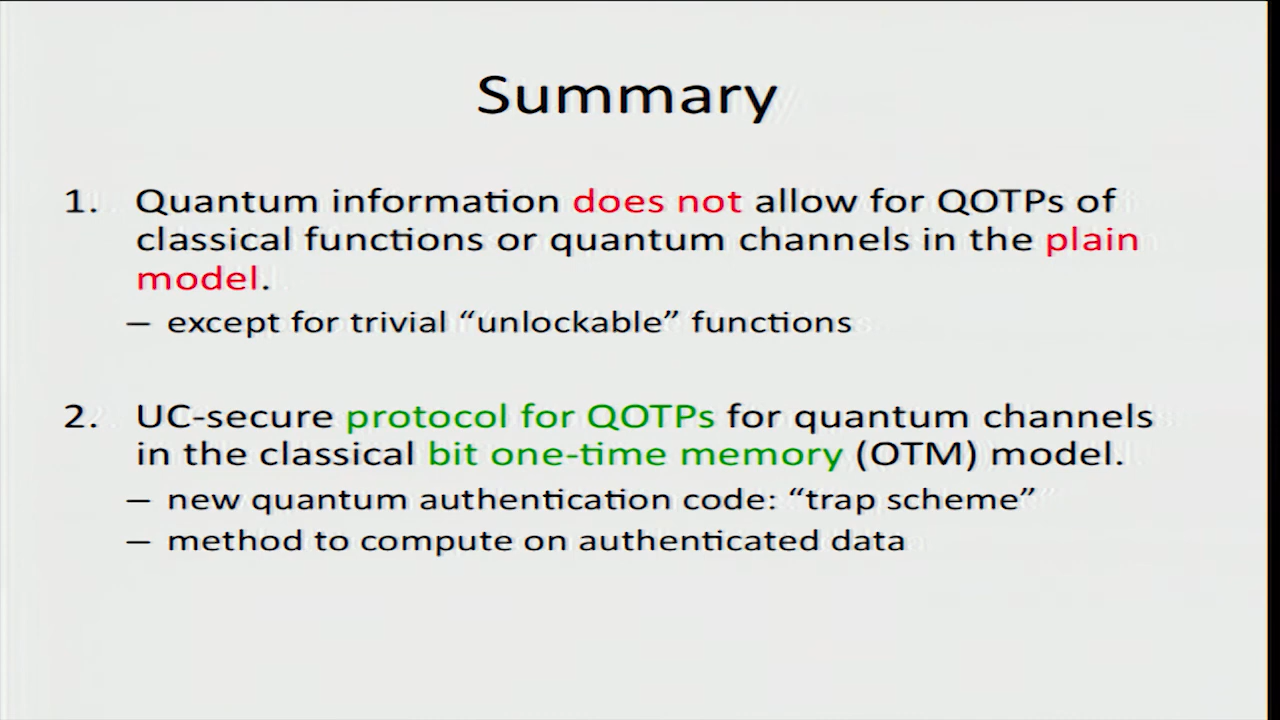 Summary
1. Quantum information does not allow for QOTPs of
classical functions or quantum channels in the plain
model.
– except for trivial “unlockable” functions
2. UC-secure protocol for QOTPs for quantum channels
in the classical bit one-time memory (OTM) model.
– new quantum authentication code: “trap scheme”
– method to compute on authenticated data